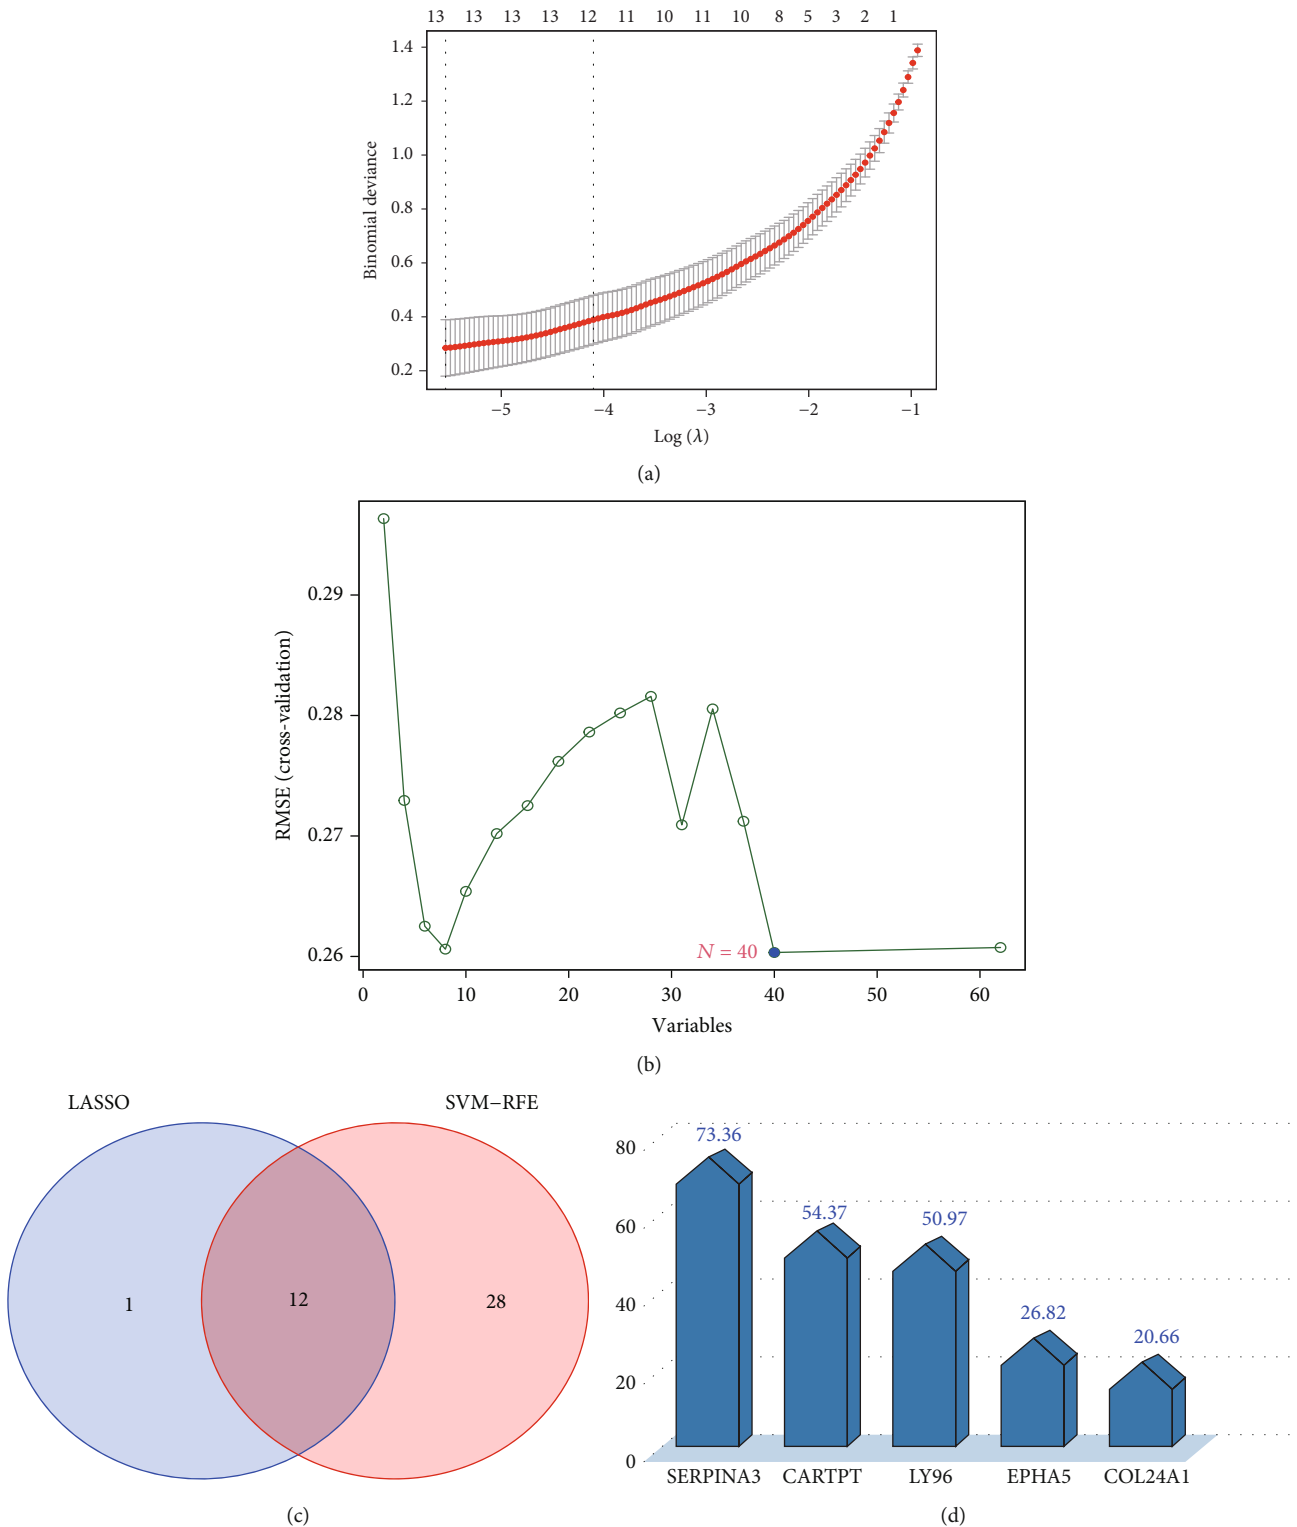 13 13 13 13 12 11 10 11 10 8 5 3 2 1
1.4
1.2
1.0
0.8
0.6
0.4
0.2
Binomial deviance
−5 −4 −3 −2 −1
Log (λ)
(a)
0.29
0.28
0.27
0.26
RMSE (cross-validation)
N = 40
0 10 20 30 40 50 60
Variables
(b)
LASSO SVM−RFE
1 12 28
(c)
80
60
40
20
0
73.36
54.37
50.97
26.82
20.66
SERPINA3 CARTPT LY96 EPHA5 COL24A1
(d)